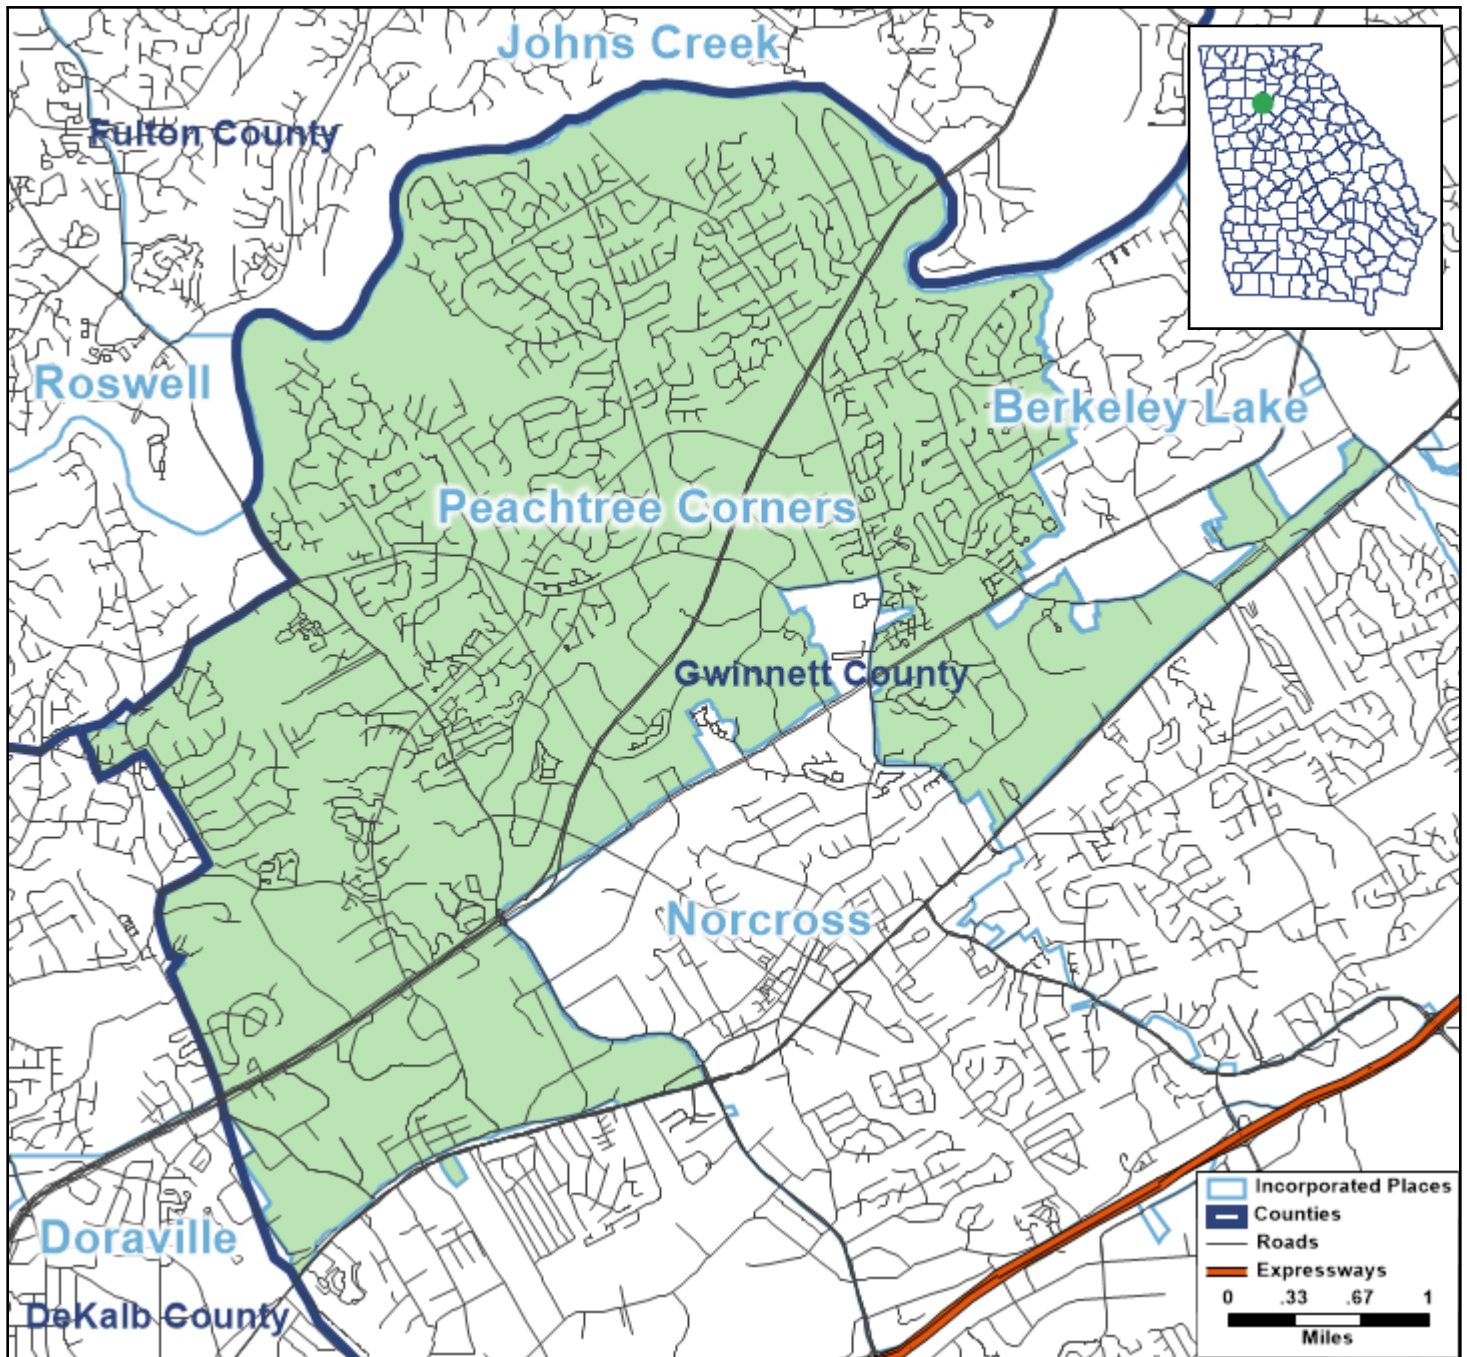 Johns Creek
Fulton County
Roswell
Berkeley Lake
Peachtree Corners
Gwinnett County
Norcross
Doraville
DeKalb County
Incorporated Places
Counties
Roads
Expressways
0 .33 .67 1
Miles